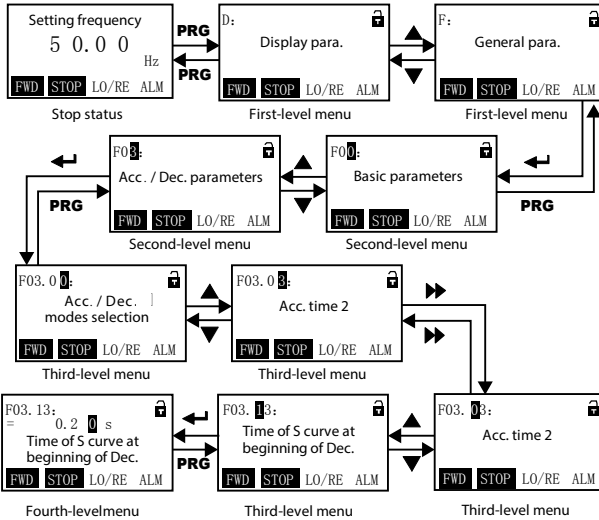 Setting frequency
5 0.0 0
Hz
FWD STOP LO/RE ALM
Stop status
PRG
PRG
D:
Display para.
FWD STOP LO/RE ALM
First-level menu
F:
General para.
FWD STOP LO/RE ALM
First-level menu
PRG
F03:
Acc. / Dec. parameters
FWD STOP LO/RE ALM
Second-level menu
F00:
Basic parameters
FWD STOP LO/RE ALM
Second-level menu
PRG
F03.00:
Acc. / Dec.
modes selection
FWD STOP LO/RE ALM
Third-level menu
F03.03:
Acc. time 2
FWD STOP LO/RE ALM
Third-level menu
F03.13:
= 0.2 0 s
Time of S curve at
beginning of Dec.
FWD STOP LO/RE ALM
Fourth-levelmenu
PRG
F03.13:
Time of S curve at
beginning of Dec.
FWD STOP LO/RE ALM
Third-level menu
F03.03:
Acc. time 2
FWD STOP LO/RE ALM
Third-level menu